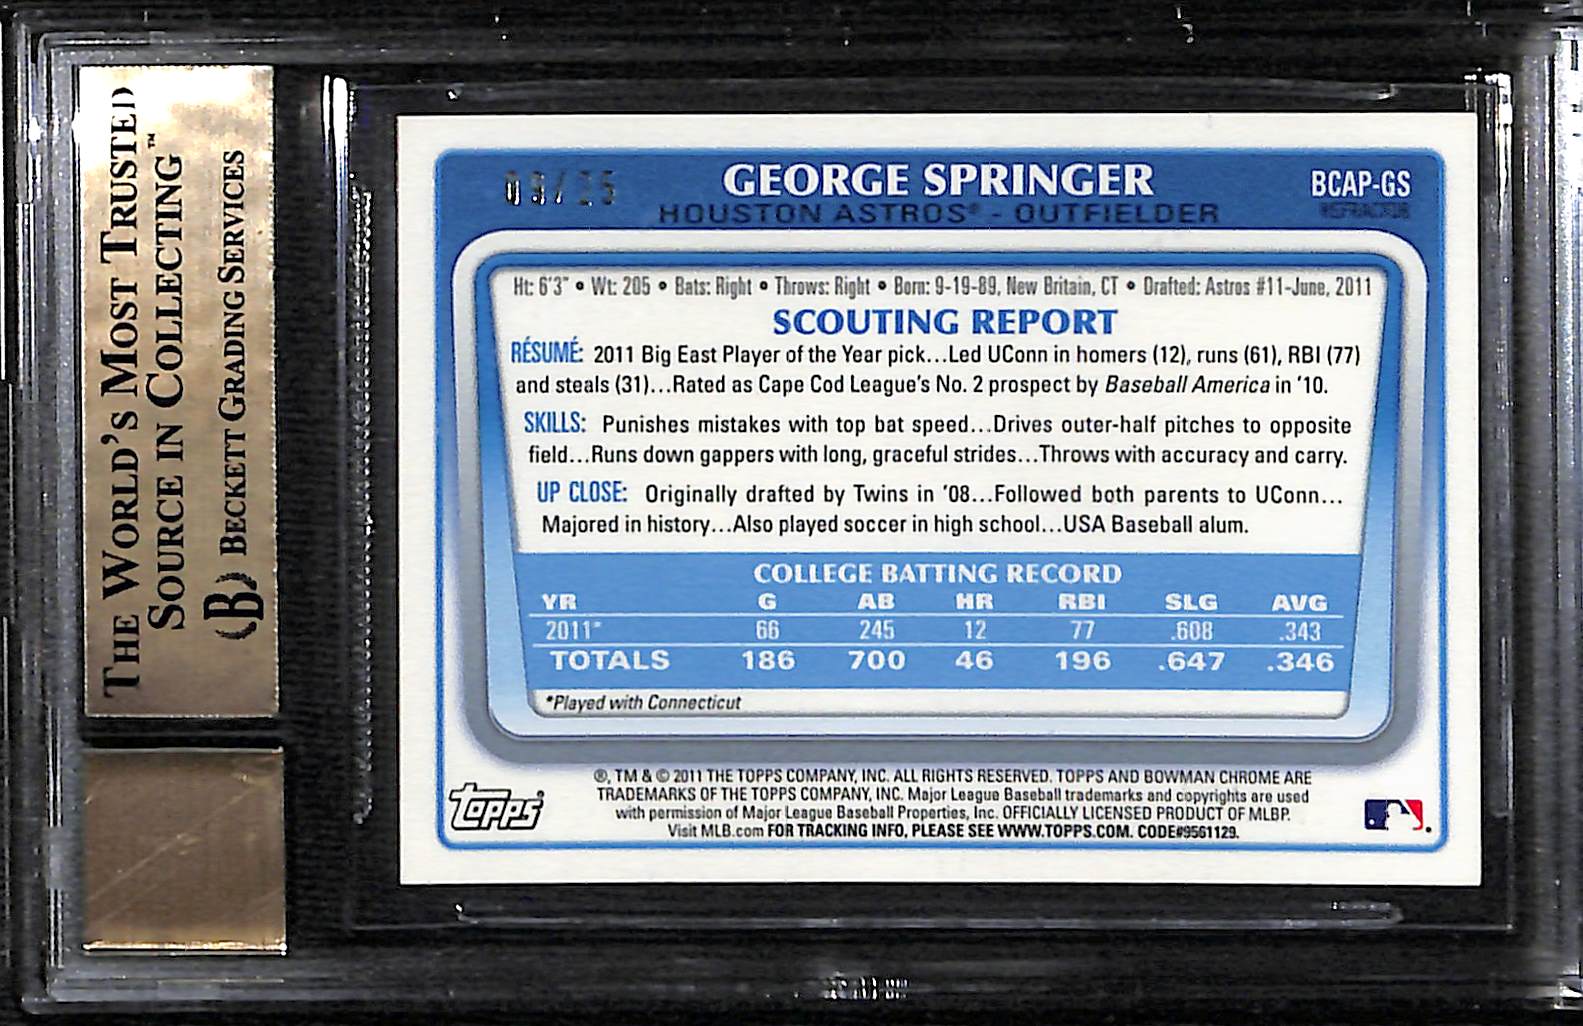 THE WORLD'S MOST TRUSTED
SOURCE IN COLLECTING™
(B) BECKETT GRADING SERVICES
09/25
GEORGE SPRINGER
BCAP-GS
HOUSTON ASTROS® - OUTFIELDER
REFRACTOR
Ht: 6'3" • Wt: 205 • Bats: Right • Throws: Right • Born: 9-19-89, New Britain, CT • Drafted: Astros #11-June, 2011
SCOUTING REPORT
RÉSUMÉ: 2011 Big East Player of the Year pick...Led UConn in homers (12), runs (61), RBI (77)
and steals (31)...Rated as Cape Cod League's No. 2 prospect by Baseball America in '10.
SKILLS: Punishes mistakes with top bat speed...Drives outer-half pitches to opposite
field...Runs down gappers with long, graceful strides...Throws with accuracy and carry.
UP CLOSE: Originally drafted by Twins in '08...Followed both parents to UConn...
Majored in history...Also played soccer in high school...USA Baseball alum.
COLLEGE BATTING RECORD
YR G AB HR RBI SLG AVG
2011* 66 245 12 77 .608 .343
TOTALS 186 700 46 196 .647 .346
*Played with Connecticut
®, TM & © 2011 THE TOPPS COMPANY, INC. ALL RIGHTS RESERVED. TOPPS AND BOWMAN CHROME ARE
TRADEMARKS OF THE TOPPS COMPANY, INC. Major League Baseball trademarks and copyrights are used
with permission of Major League Baseball Properties, Inc. OFFICIALLY LICENSED PRODUCT OF MLBP.
Visit MLB.com FOR TRACKING INFO, PLEASE SEE WWW.TOPPS.COM. CODE#9561129.
Topps